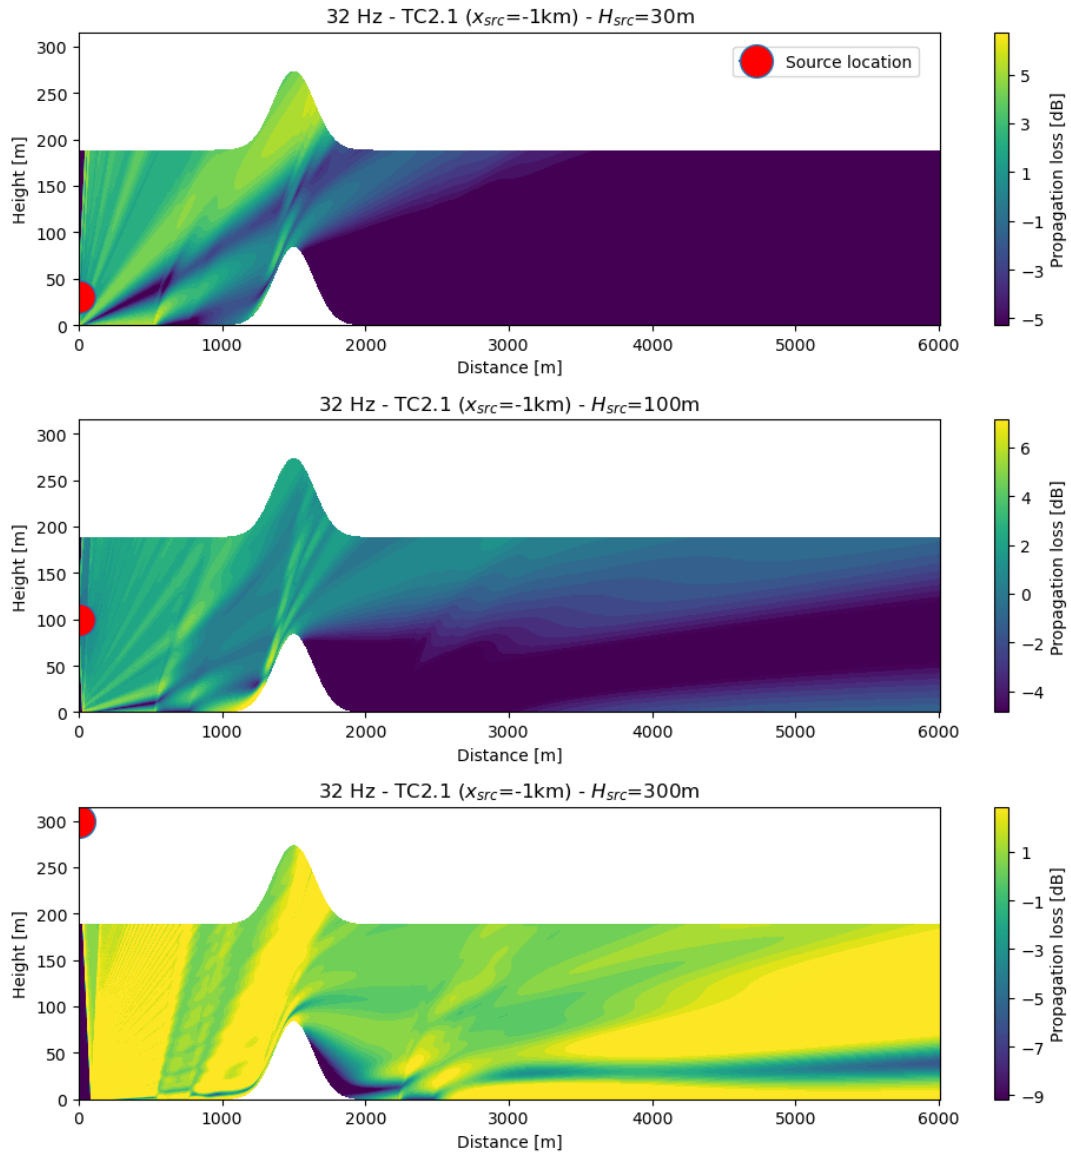 32 Hz - TC2.1 (x_src=-1km) - H_src=30m
Source location
Height [m]
300
250
200
150
100
50
0
0 1000 2000 3000 4000 5000 6000
Distance [m]
5
3
1
−1
−3
−5
Propagation loss [dB]
32 Hz - TC2.1 (x_src=-1km) - H_src=100m
Height [m]
300
250
200
150
100
50
0
0 1000 2000 3000 4000 5000 6000
Distance [m]
6
4
2
0
−2
−4
Propagation loss [dB]
32 Hz - TC2.1 (x_src=-1km) - H_src=300m
Height [m]
300
250
200
150
100
50
0
0 1000 2000 3000 4000 5000 6000
Distance [m]
1
−1
−3
−5
−7
−9
Propagation loss [dB]